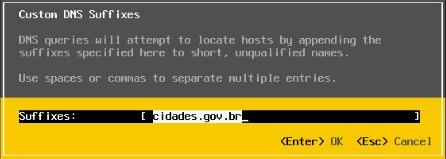 Custom DNS Suffixes
DNS queries will attempt to locate hosts by appending the
suffixes specified here to short, unqualified names.
Use spaces or commas to separate multiple entries.
Suffixes: [ cidades.gov.br_ ]
<Enter> OK <Esc> Cancel